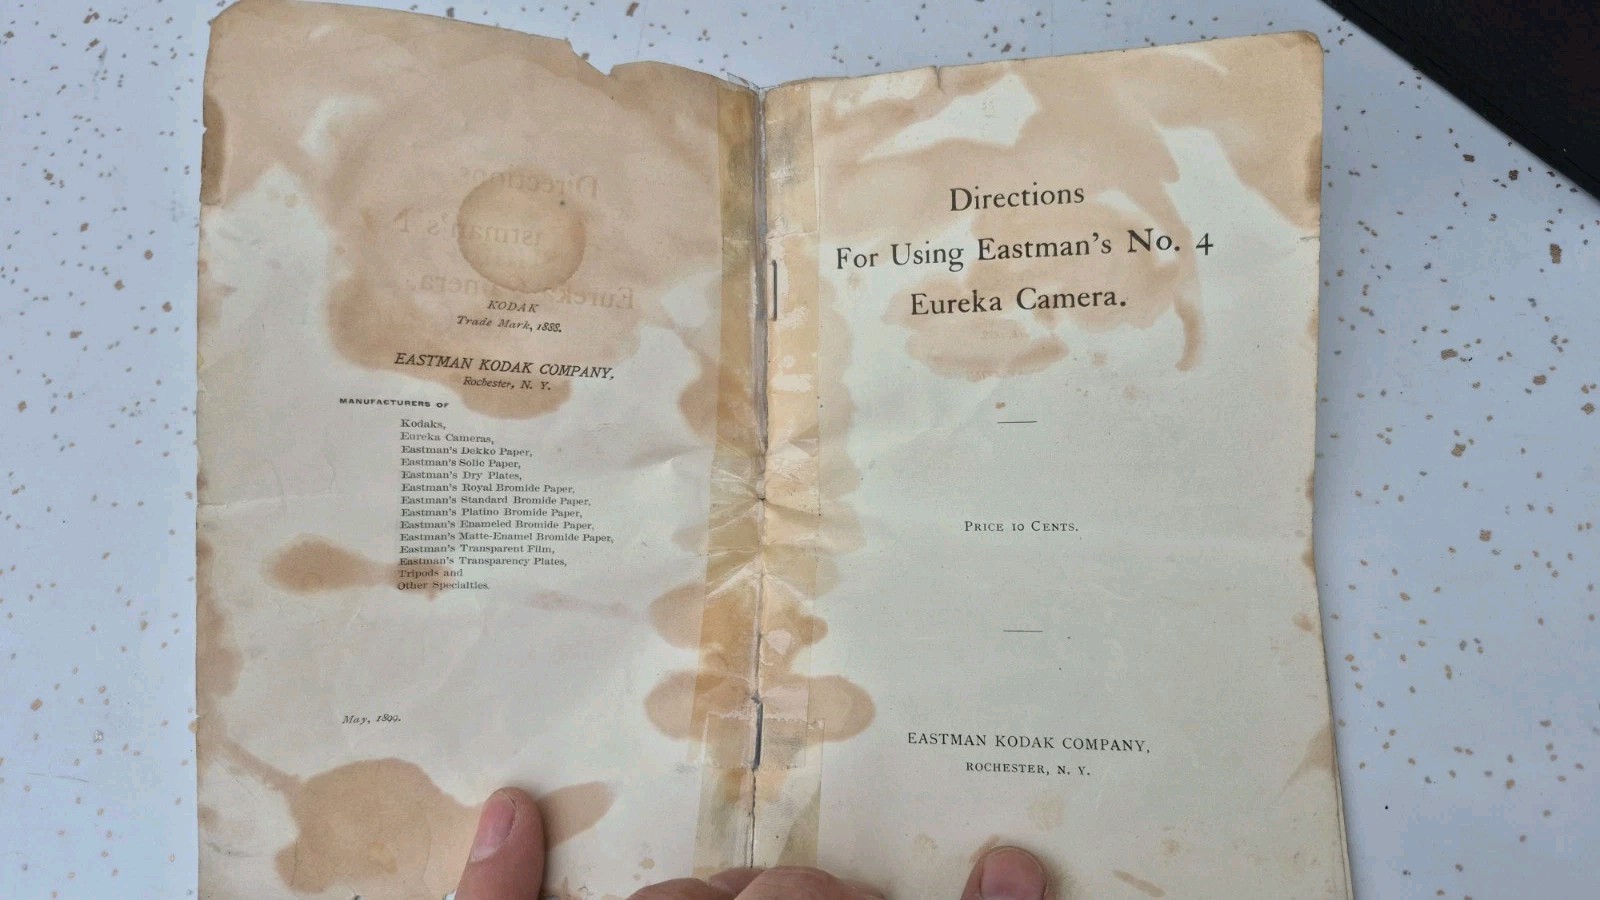 KODAK
Trade Mark, 1888.
EASTMAN KODAK COMPANY,
Rochester, N. Y.
MANUFACTURERS OF
Kodaks,
Eureka Cameras,
Eastman's Dekko Paper,
Eastman's Solio Paper,
Eastman's Dry Plates,
Eastman's Royal Bromide Paper,
Eastman's Standard Bromide Paper,
Eastman's Platino Bromide Paper,
Eastman's Enameled Bromide Paper,
Eastman's Matte-Enamel Bromide Paper,
Eastman's Transparent Film,
Eastman's Transparency Plates,
Tripods and
Other Specialties.
May, 1899.
Directions
For Using Eastman's No. 4
Eureka Camera.
PRICE 10 CENTS.
EASTMAN KODAK COMPANY,
ROCHESTER, N. Y.